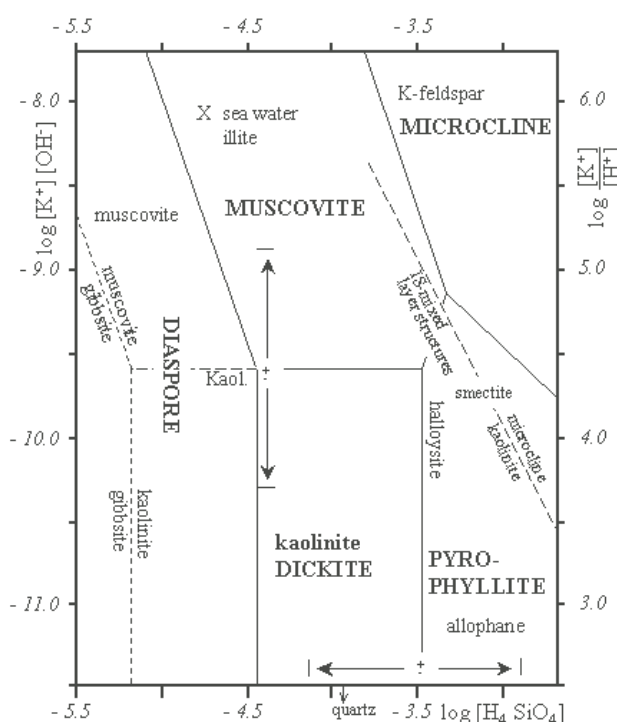 - 5.5
- 4.5
- 3.5
- 8.0
- 9.0
- 10.0
- 11.0
log [K+] [OH-]
6.0
5.0
4.0
3.0
log [K+]
[H+]
K-feldspar
MICROCLINE
X sea water
illite
muscovite
MUSCOVITE
muscovite
gibbsite
DIASPORE
IS-mixed
layer structures
Kaol.
±
smectite
halloysite
microcline
kaolinite
gibbsite
kaolinite
kaolinite
DICKITE
PYRO-
PHYLLITE
allophane
±
- 5.5
- 4.5
quartz
- 3.5
log [H4 SiO4]